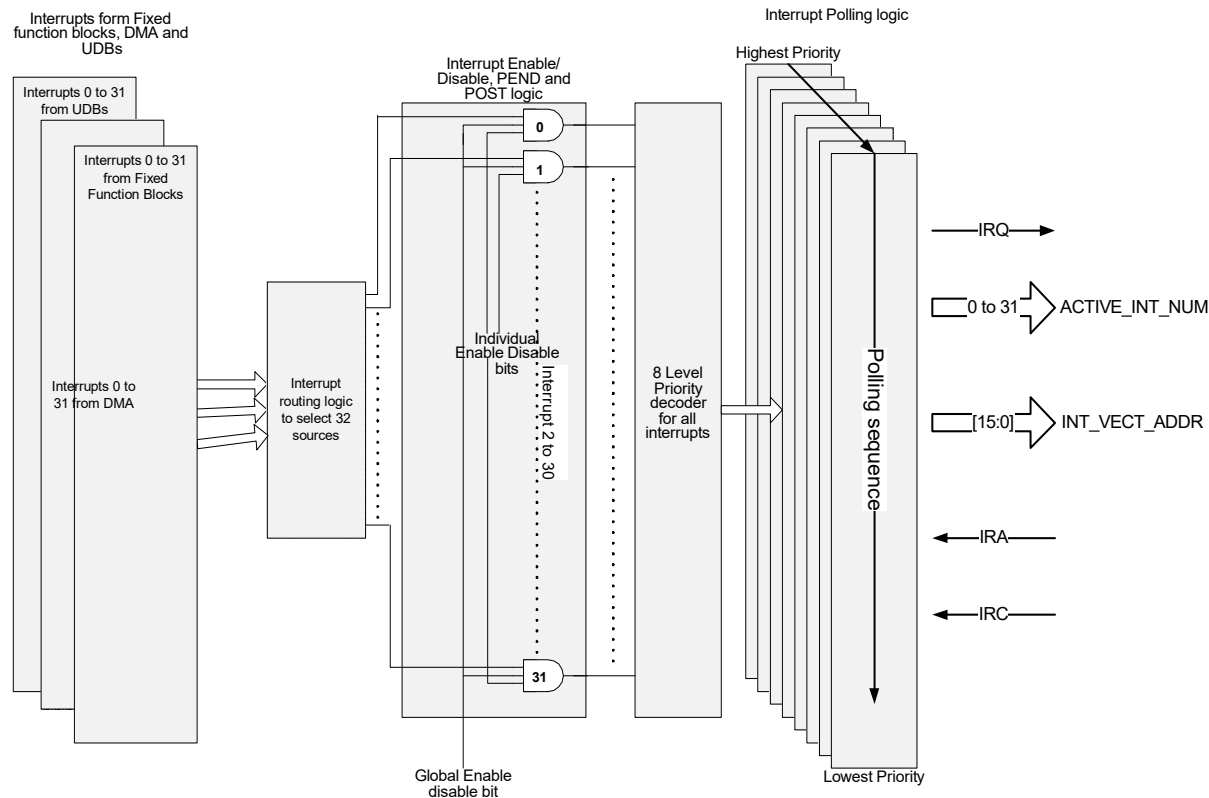 Interrupts form Fixed
function blocks, DMA and
UDBs
Interrupts 0 to 31
from UDBs
Interrupts 0 to 31
from Fixed
Function Blocks
Interrupts 0 to
31 from DMA
Interrupt
routing logic
to select 32
sources
Interrupt Enable/
Disable, PEND and
POST logic
0
1
Individual
Enable Disable
bits
Interrupt 2 to 30
31
Global Enable
disable bit
8 Level
Priority
decoder
for all
interrupts
Interrupt Polling logic
Highest Priority
Polling sequence
Lowest Priority
IRQ
0 to 31
ACTIVE_INT_NUM
[15:0]
INT_VECT_ADDR
IRA
IRC